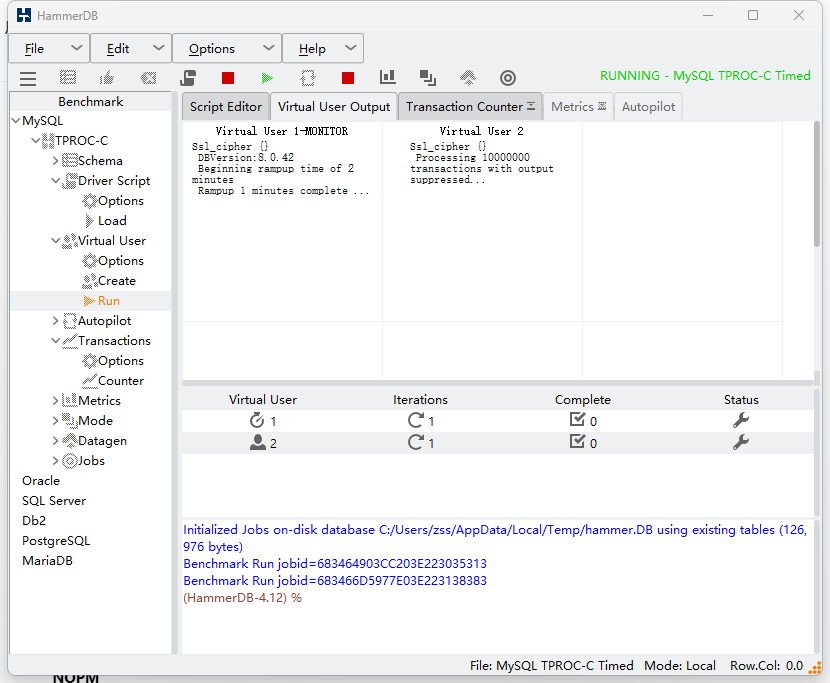 HammerDB
File Edit Options Help
RUNNING - MySQL TPROC-C Timed
Benchmark
MySQL
TPROC-C
Schema
Driver Script
Options
Load
Virtual User
Options
Create
Run
Autopilot
Transactions
Options
Counter
Metrics
Mode
Datagen
Jobs
Oracle
SQL Server
Db2
PostgreSQL
MariaDB
Script Editor Virtual User Output Transaction Counter Metrics Autopilot
Virtual User 1-MONITOR
Ssl_cipher {}
DBVersion:8.0.42
Beginning rampup time of 2
minutes
Rampup 1 minutes complete ...
Virtual User 2
Ssl_cipher {}
Processing 10000000
transactions with output
suppressed...
Virtual User Iterations Complete Status
1 1 0
2 1 0
Initialized Jobs on-disk database C:/Users/zss/AppData/Local/Temp/hammer.DB using existing tables (126,
976 bytes)
Benchmark Run jobid=683464903CC203E223035313
Benchmark Run jobid=683466D5977E03E223138383
(HammerDB-4.12) %
File: MySQL TPROC-C Timed Mode: Local Row.Col: 0.0
NOPM